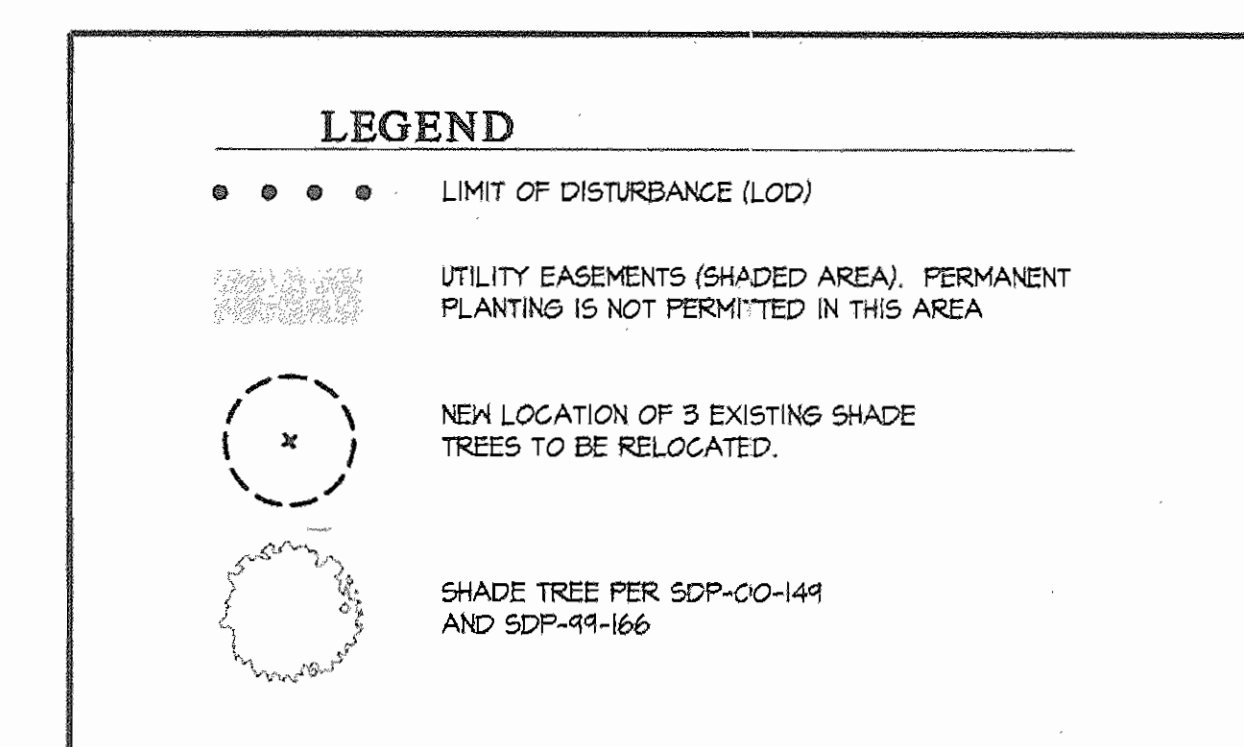 LEGEND
LIMIT OF DISTURBANCE (LOD)
UTILITY EASEMENTS (SHADED AREA). PERMANENT
PLANTING IS NOT PERMITTED IN THIS AREA
NEW LOCATION OF 3 EXISTING SHADE
TREES TO BE RELOCATED.
SHADE TREE PER SDP-00-149
AND SDP-99-166